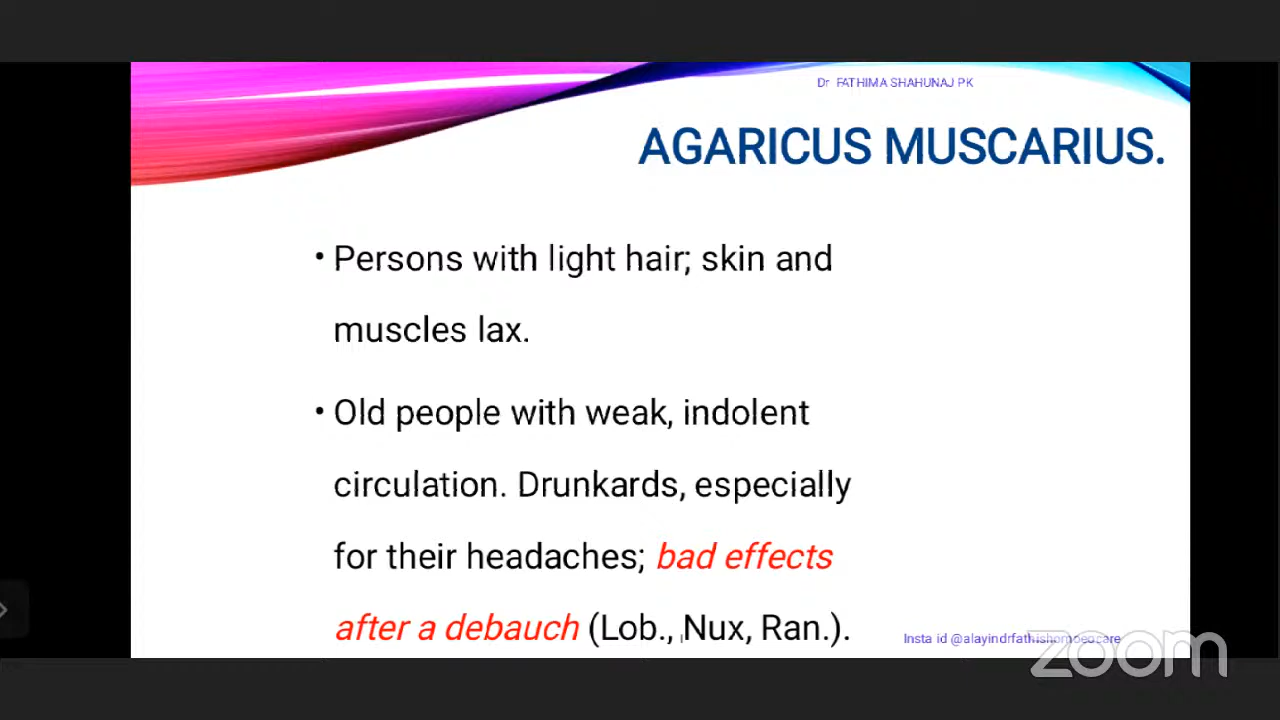 Dr FATHIMA SHAHUNAJ PK
AGARICUS MUSCARIUS.
• Persons with light hair; skin and
muscles lax.
• Old people with weak, indolent
circulation. Drunkards, especially
for their headaches; bad effects
after a debauch (Lob., Nux, Ran.).
Insta id @alayindrfathishomoeocare
zoom